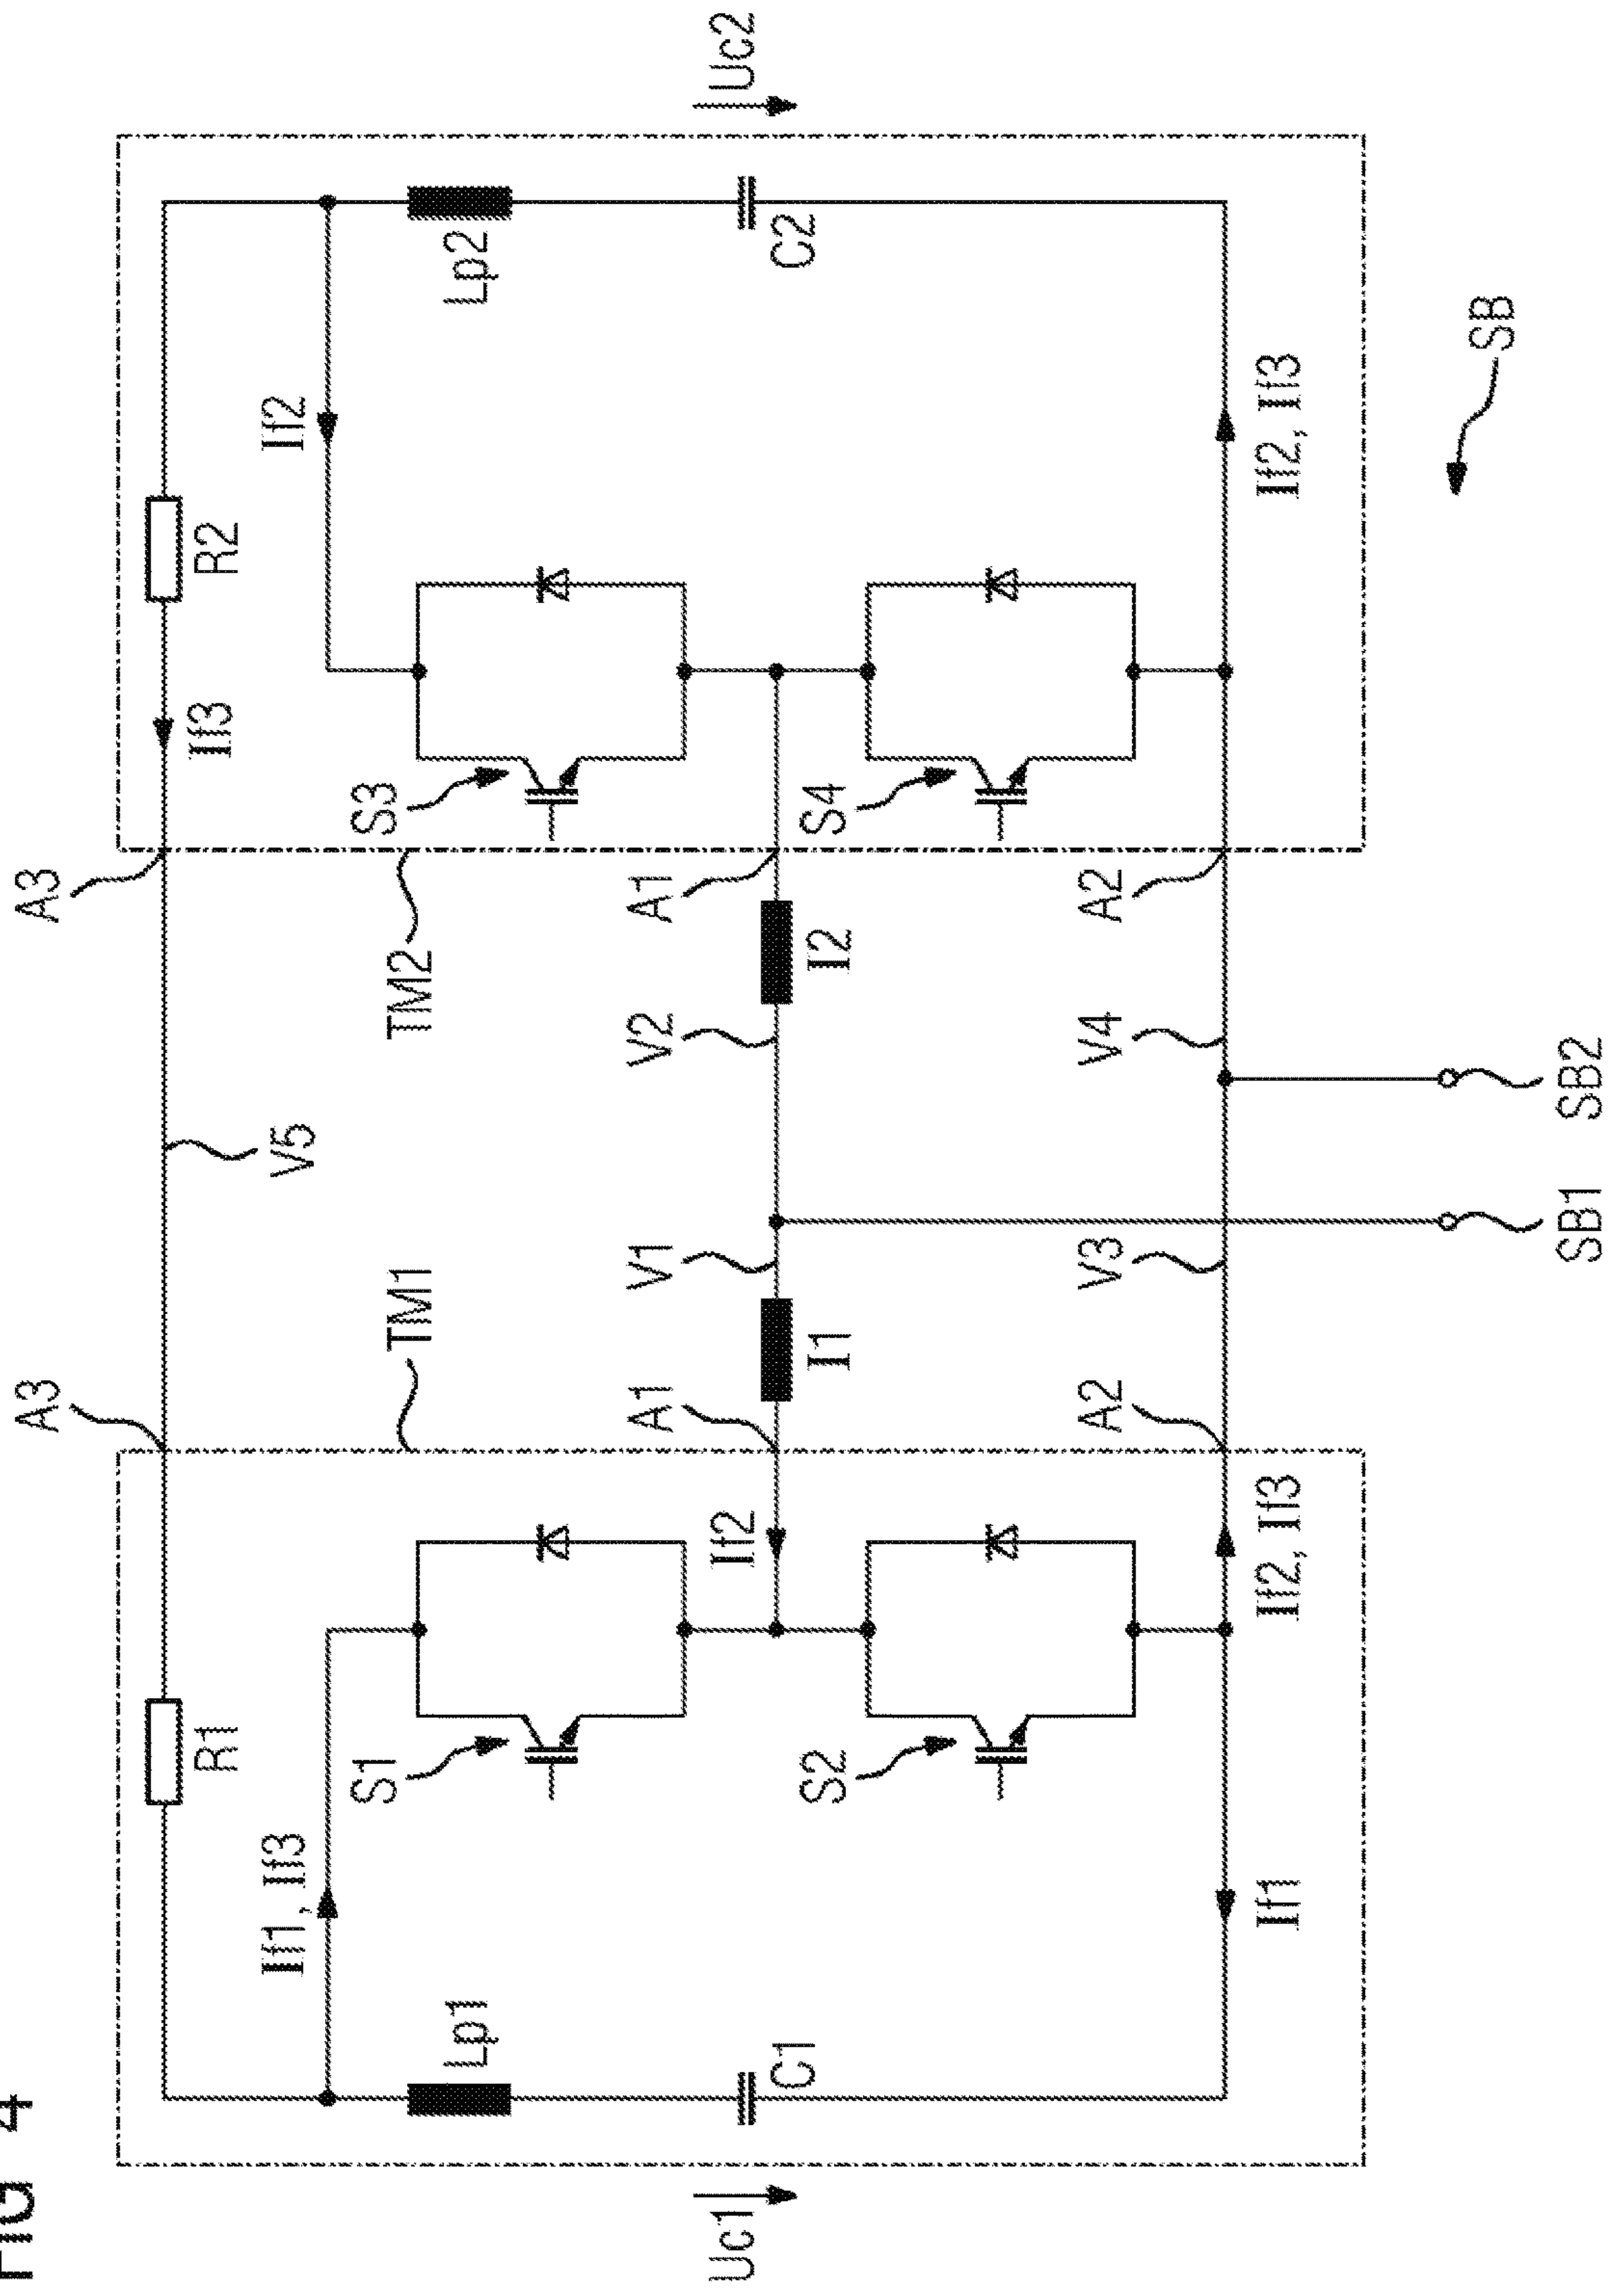 FIG 4
A3
A3
V5
R1
R2
If3
TM1
TM2
If1, If3
If2
S1
S3
Lp1
Lp2
If2
A1
V1
V2
A1
Uc1
Uc2
C1
I1
I2
C2
S2
S4
A2
V3
V4
A2
If1
If2, If3
If2, If3
SB
SB1
SB2